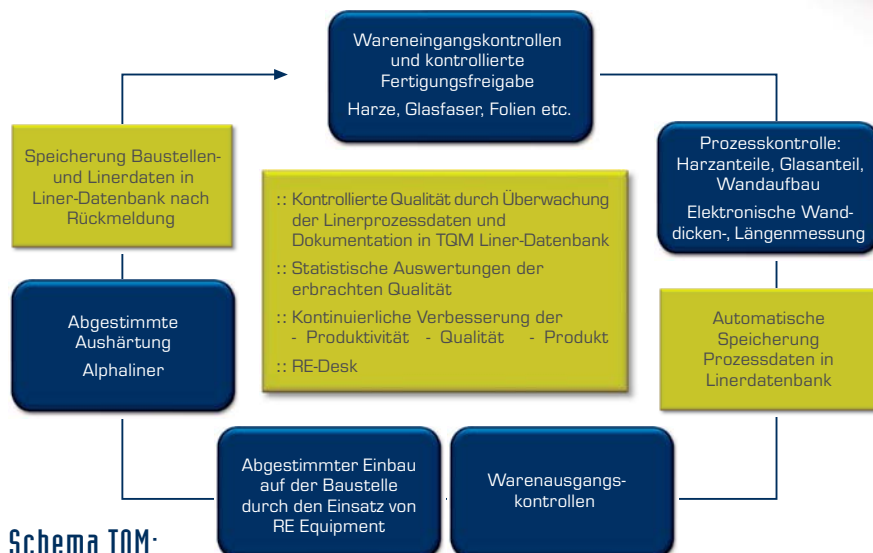 Wareneingangskontrollen
und kontrollierte
Fertigungsfreigabe
Harze, Glasfaser, Folien etc.
Speicherung Baustellen-
und Linerdaten in
Liner-Datenbank nach
Rückmeldung
:: Kontrollierte Qualität durch Überwachung
der Linerprozessdaten und
Dokumentation in TQM Liner-Datenbank
:: Statistische Auswertungen der
erbrachten Qualität
:: Kontinuierliche Verbesserung der
- Produktivität - Qualität - Produkt
:: RE-Desk
Prozesskontrolle:
Harzanteile, Glasanteil,
Wandaufbau
Elektronische Wand-
dicken-, Längenmessung
Abgestimmte
Aushärtung
Alphaliner
Automatische
Speicherung
Prozessdaten in
Linerdatenbank
Abgestimmter Einbau
auf der Baustelle
durch den Einsatz von
RE Equipment
Warenausgangs-
kontrollen
Schema TQM: